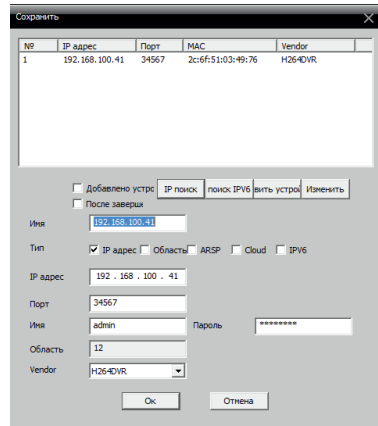 Сохранить
№ IP адрес Порт MAC Vendor
1 192.168.100.41 34567 2c:6f:51:03:49:76 H264DVR
Добавлено устро IP поиск поиск IPV6 вить устрой Изменить
После заверши
Имя 192.168.100.41
Тип IP адрес Область ARSP Cloud IPV6
IP адрес 192 . 168 . 100 . 41
Порт 34567
Имя admin Пароль ********
Область 12
Vendor H264DVR
Ок Отмена